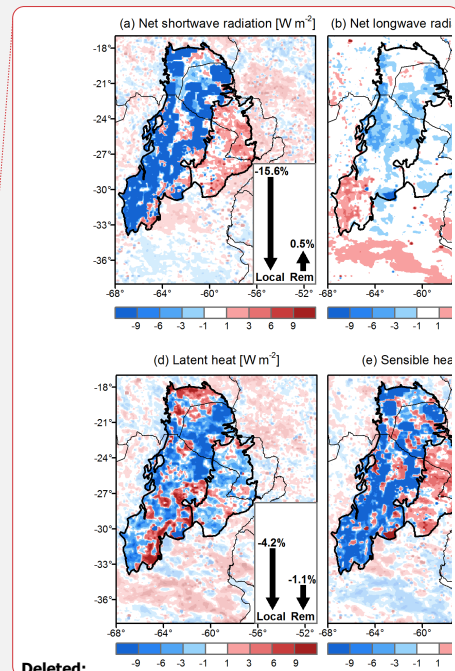 (a) Net shortwave radiation [W m⁻²]
(b) Net longwave radi
-18°
-21°
-24°
-27°
-30°
-33°
-36°
-15.6%
0.5%
Local Rem
-68° -64° -60° -56° -52° -68° -64° -60°
-9 -6 -3 -1 1 3 6 9
-9 -6 -3 -1 1
(d) Latent heat [W m⁻²]
(e) Sensible hea
-18°
-21°
-24°
-27°
-30°
-33°
-36°
-4.2%
-1.1%
Local Rem
-68° -64° -60° -56° -52° -68° -64° -60°
-9 -6 -3 -1 1 3 6 9
-9 -6 -3 -1 1
Deleted: